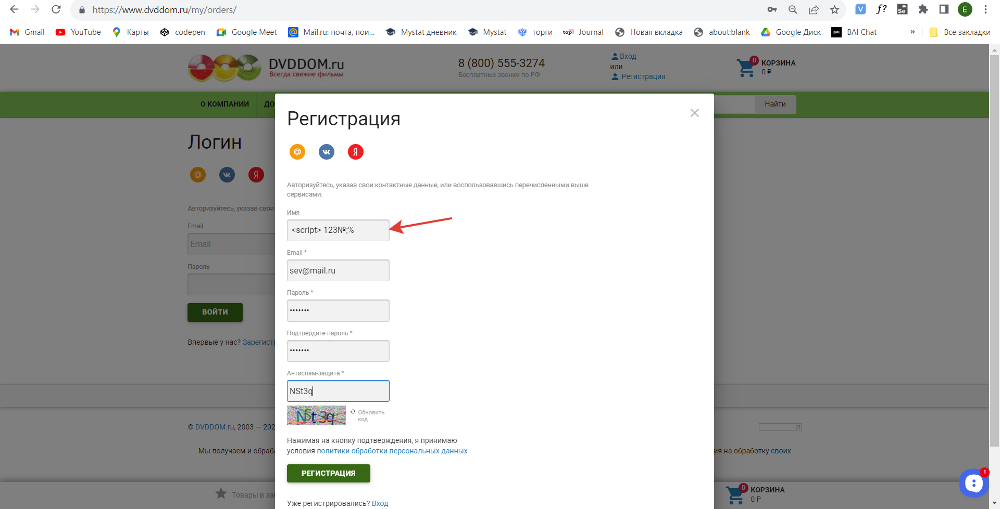 https://www.dvddom.ru/my/orders/
f?
Se
V
E
Gmail
YouTube
Карты
codepen
Google Meet
Mail.ru: почта, пои...
Mystat дневник
Mystat
торги
top1 Journal
Новая вкладка
about:blank
Google Диск
BAI BAI Chat
»
Все закладки
DVDDOM.ru
Всегда свежие фильмы
8 (800) 555-3274
Бесплатные звонки по РФ
Вход
или
Регистрация
0
КОРЗИНА
0 ₽
О КОМПАНИИ
ДО
Найти
Логин
Авторизуйтесь, указав свои
Email
Email
Пароль
ВОЙТИ
Впервые у нас? Зарегистр
Регистрация
Авторизуйтесь, указав свои контактные данные, или воспользовавшись перечисленными выше
сервисами.
Имя
<script> 123№;%
Email *
sev@mail.ru
Пароль *
•••••••
Подтвердите пароль *
•••••••
Антиспам-защита *
NSt3q
NSt3q
Обновить
код
Нажимая на кнопку подтверждения, я принимаю
условия политики обработки персональных данных
РЕГИСТРАЦИЯ
Уже регистрировались? Вход
© DVDDOM.ru, 2003 — 202
Мы получаем и обраба
ия на обработку своих
Товары в за
0
КОРЗИНА
0 ₽
1